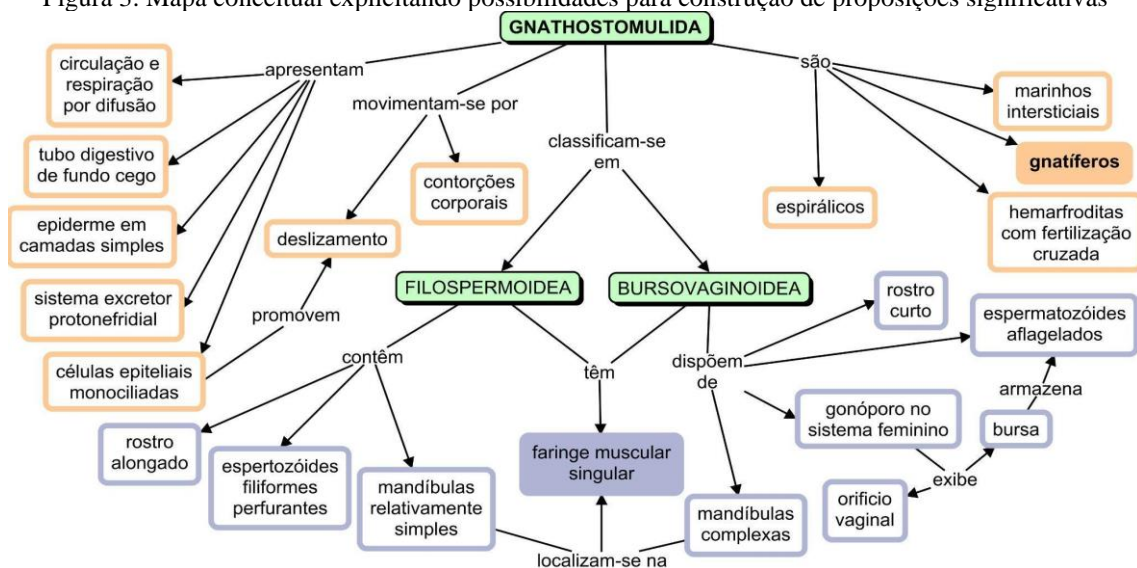 Figura 3: Mapa conceitual explicitando possibilidades para construção de proposições significativas
GNATHOSTOMULIDA
circulação e
respiração
por difusão
apresentam
são
marinhos
intersticiais
movimentam-se por
classificam-se
em
tubo digestivo
de fundo cego
contorções
corporais
gnatíferos
espirálicos
epiderme em
camadas simples
deslizamento
hemarfroditas
com fertilização
cruzada
FILOSPERMOIDEA
BURSOVAGINOIDEA
rostro
curto
sistema excretor
protonefridial
promovem
espermatozóides
aflagelados
contêm
têm
dispõem
de
células epiteliais
monociliadas
armazena
gonóporo no
sistema feminino
bursa
rostro
alongado
espertozóides
filiformes
perfurantes
mandíbulas
relativamente
simples
faringe muscular
singular
exibe
orificio
vaginal
mandíbulas
complexas
localizam-se na